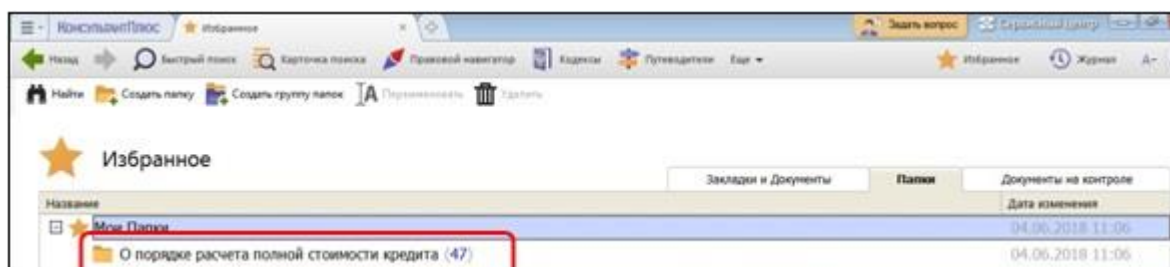 КонсультантПлюс Избранное Задать вопрос Сервисный центр
Назад Быстрый поиск Карточка поиска Правовой навигатор Кодексы Путеводители Еще Избранное Журнал А-
Найти Создать папку Создать группу папок Переименовать Удалить
Избранное
Закладки и Документы Папки Документы на контроле
Название Дата изменения
Мои Папки 04.06.2018 11:06
О порядке расчета полной стоимости кредита (47) 04.06.2018 11:06